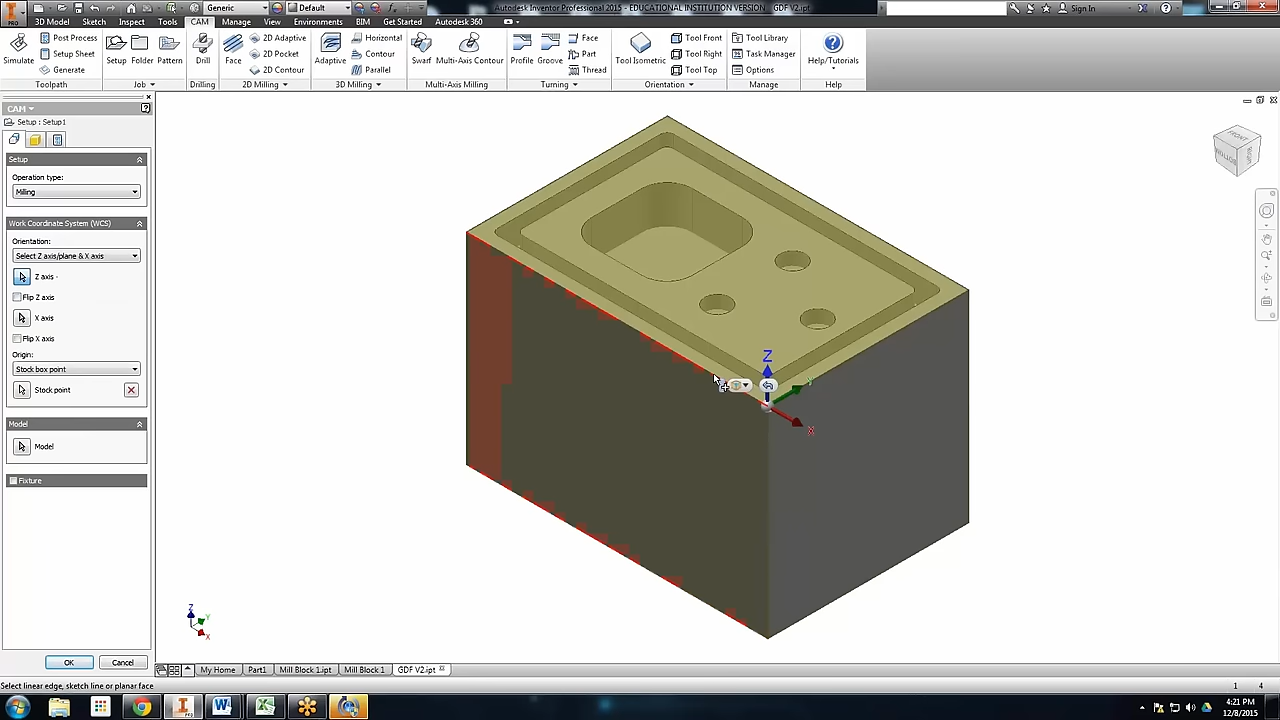 Generic
Default
Autodesk Inventor Professional 2015 - EDUCATIONAL INSTITUTION VERSION GDF V2.ipt
Sign In
PRO
Sketch Inspect Tools CAM Manage View Environments BIM Get Started Autodesk 360
Simulate
Post Process
Setup Sheet
Generate
Toolpath
Setup Folder Pattern
Job
Drill
Drilling
Face
2D Adaptive
2D Pocket
2D Contour
2D Milling
Adaptive
Horizontal
Contour
Parallel
3D Milling
Swarf Multi-Axis Contour
Multi-Axis Milling
Profile Groove
Face
Part
Thread
Turning
Tool Isometric
Tool Front
Tool Right
Tool Top
Orientation
Tool Library
Task Manager
Options
Manage
Help/Tutorials
Help
CAM
Setup : Setup1
Setup
Operation type:
Milling
Work Coordinate System (WCS)
Orientation:
Select Z axis/plane & X axis
Z axis -
Flip Z axis
X axis
Flip X axis
Origin:
Stock box point
Stock point
Model
Model
Fixture
OK Cancel
FRONT
RIGHT
BOTTOM
Z
Y
X
Z
Y
X
My Home Part1 Mill Block 1.ipt Mill Block 1 GDF V2.ipt
Select linear edge, sketch line or planar face
1 4
4:21 PM
12/8/2015